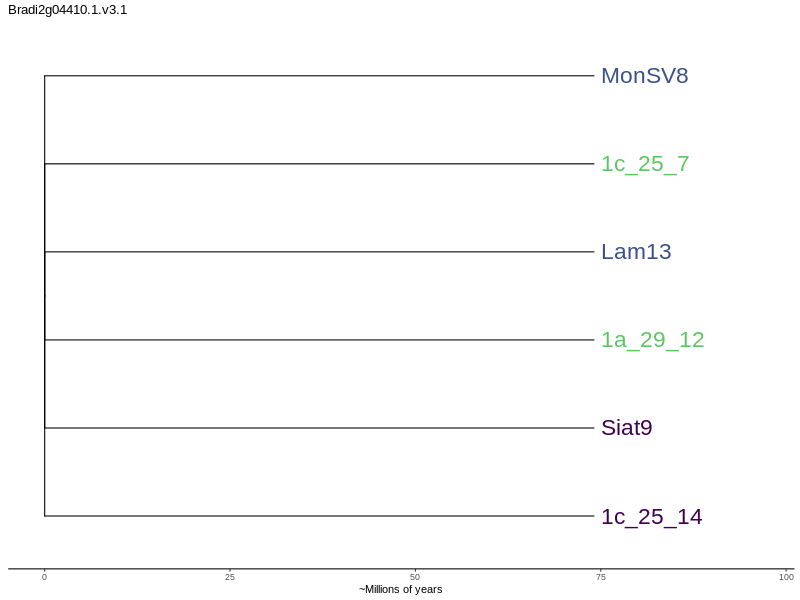 Bradi2g04410.1.v3.1
MonSV8
1c_25_7
Lam13
1a_29_12
Siat9
1c_25_14
0 25 50 75 100
~Millions of years